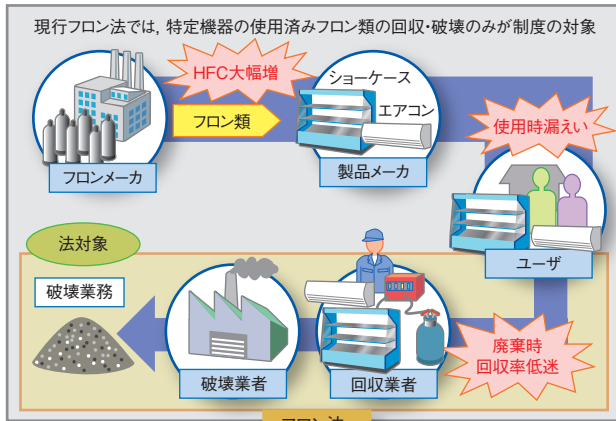 現行フロン法では，特定機器の使用済みフロン類の回収・破壊のみが制度の対象
HFC大幅増
ショーケース
エアコン
フロン類
使用時漏えい
フロンメーカ
製品メーカ
法対象
ユーザ
破壊業務
廃棄時
回収率低迷
破壊業者
回収業者
フロン法